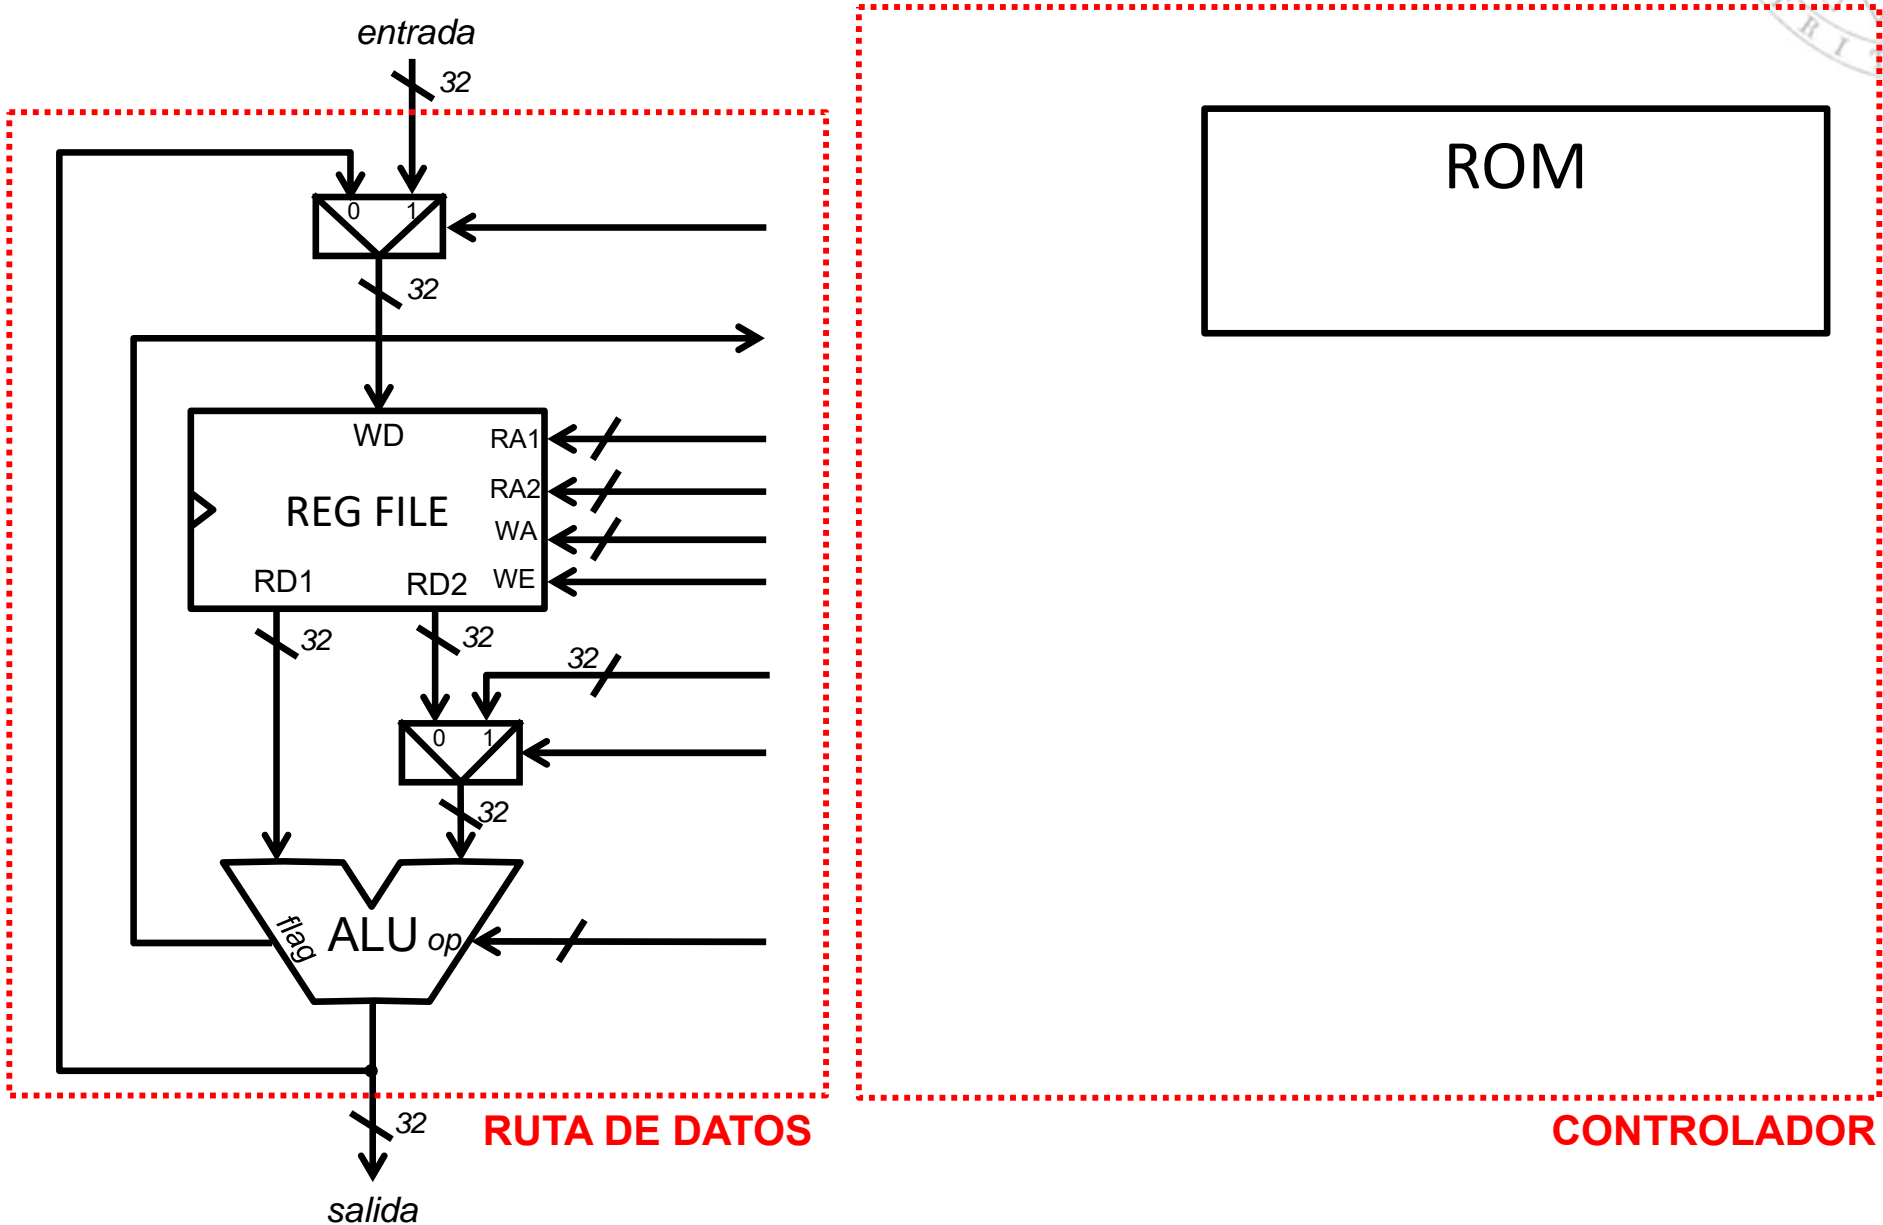 entrada
32
0 1
32
WD
RA1
RA2
REG FILE
WA
WE
RD1
RD2
32
32
32
0 1
32
flag
ALU
op
32
salida
RUTA DE DATOS
ROM
CONTROLADOR
R I